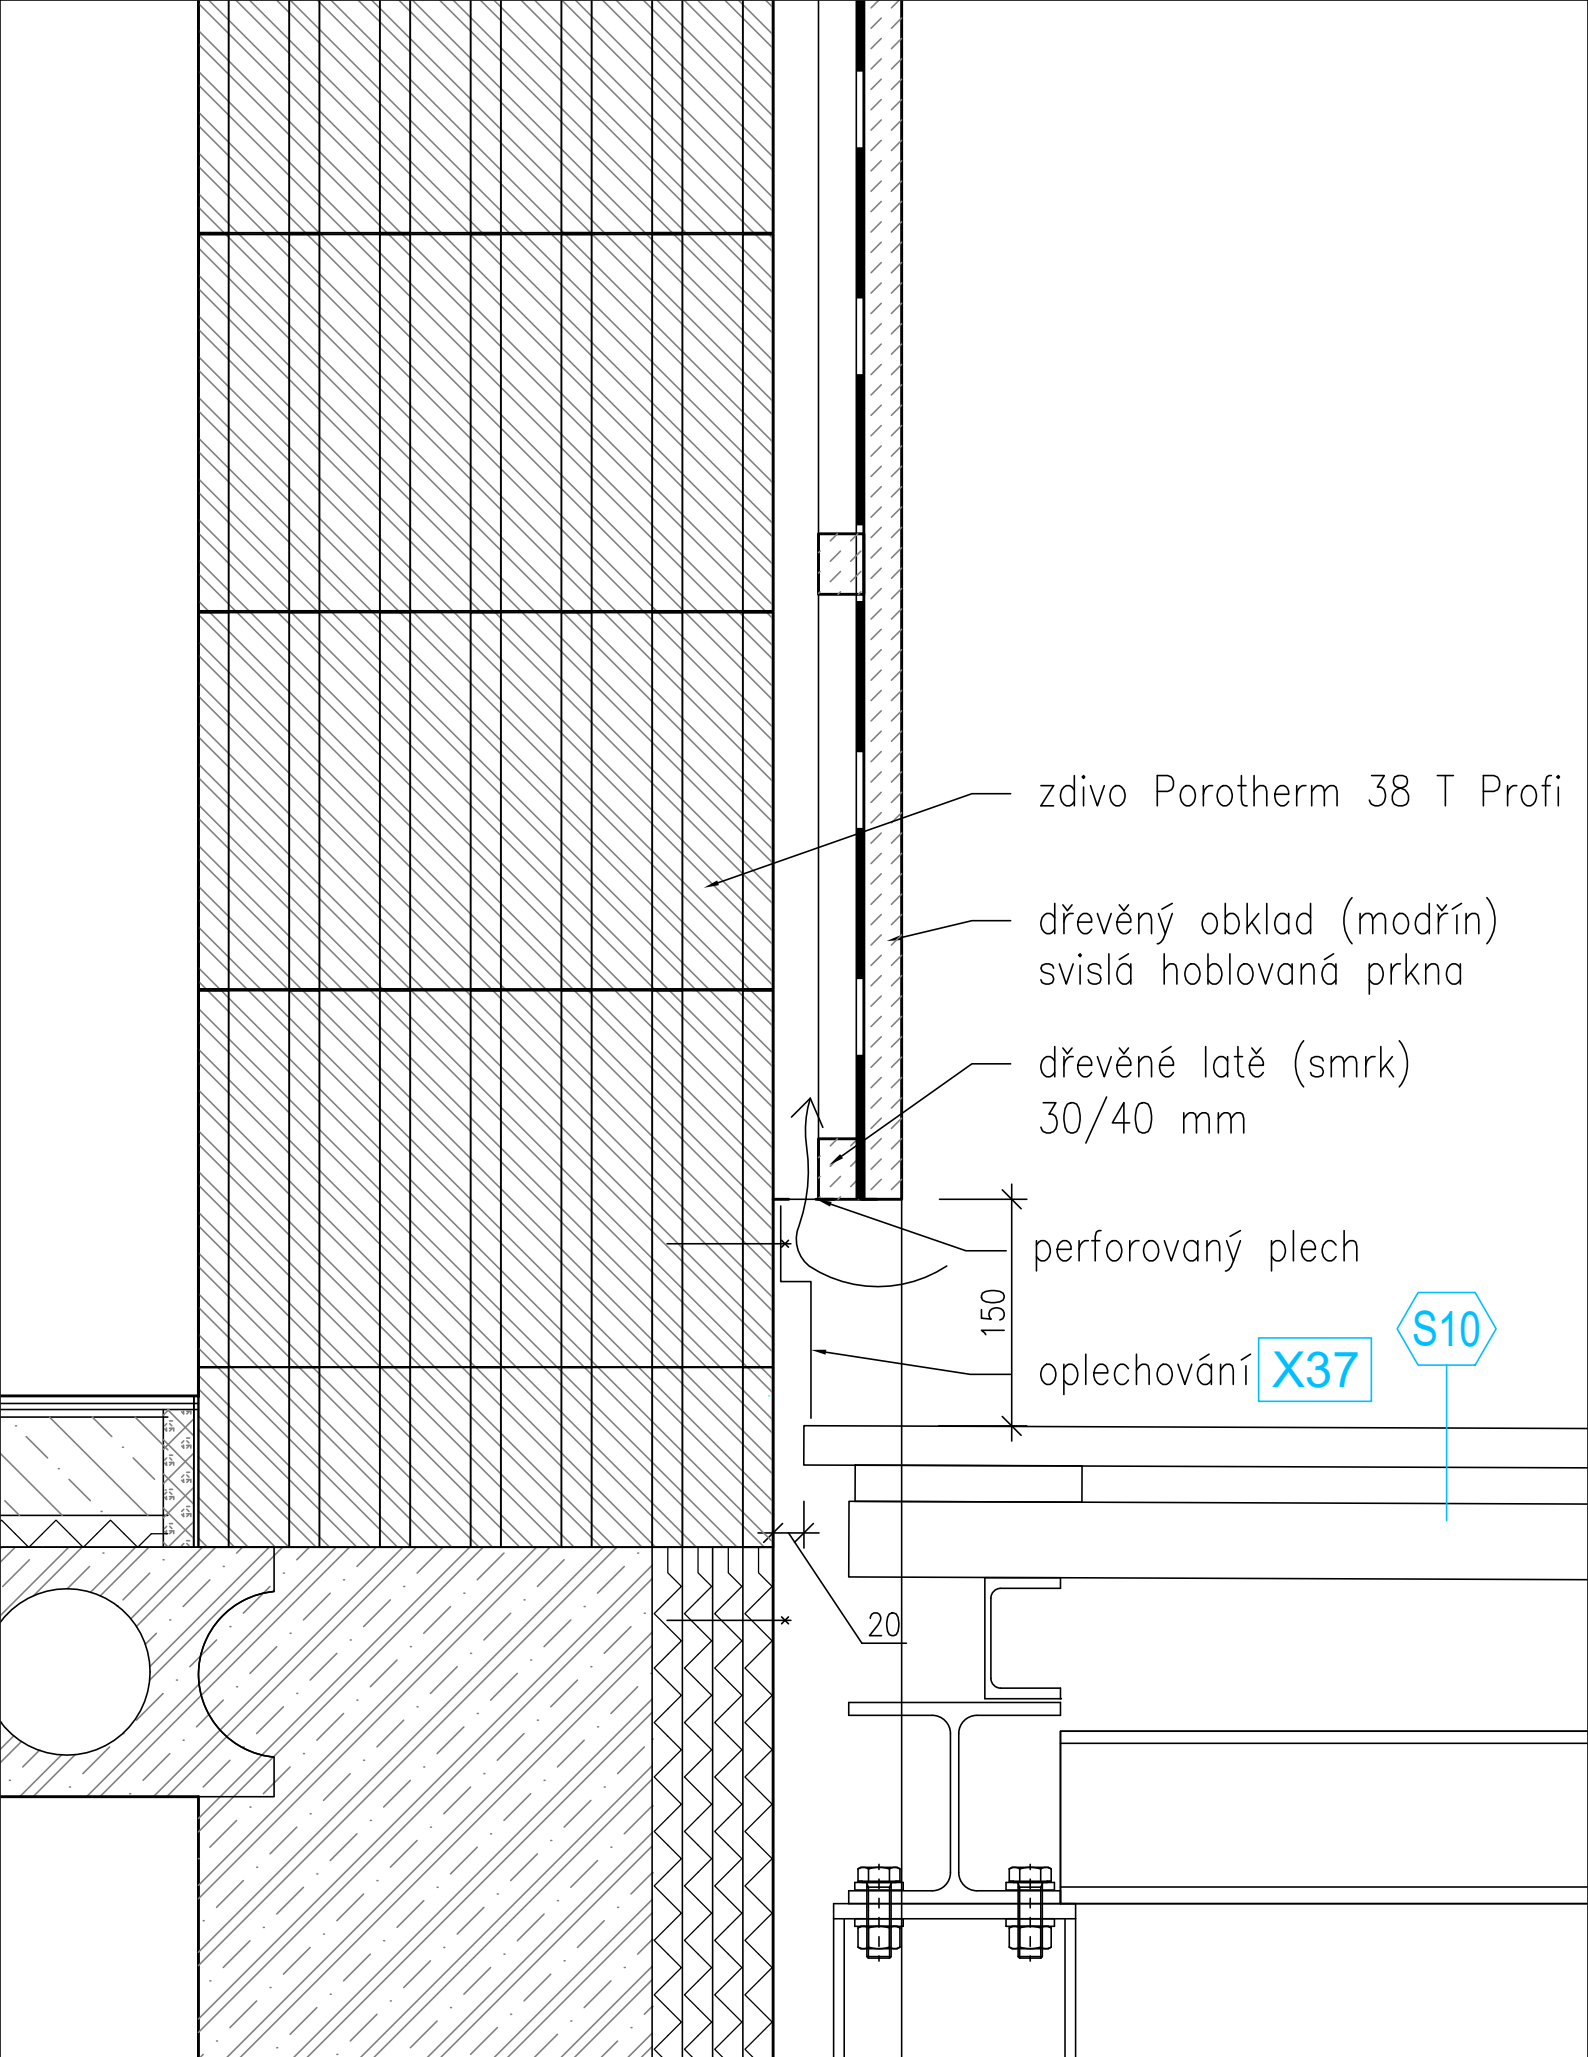 zdivo Porotherm 38 T Profi
dřevěný obklad (modřín)
svislá hoblovaná prkna
dřevěné latě (smrk)
30/40 mm
perforovaný plech
150
S10
oplechování X37
20